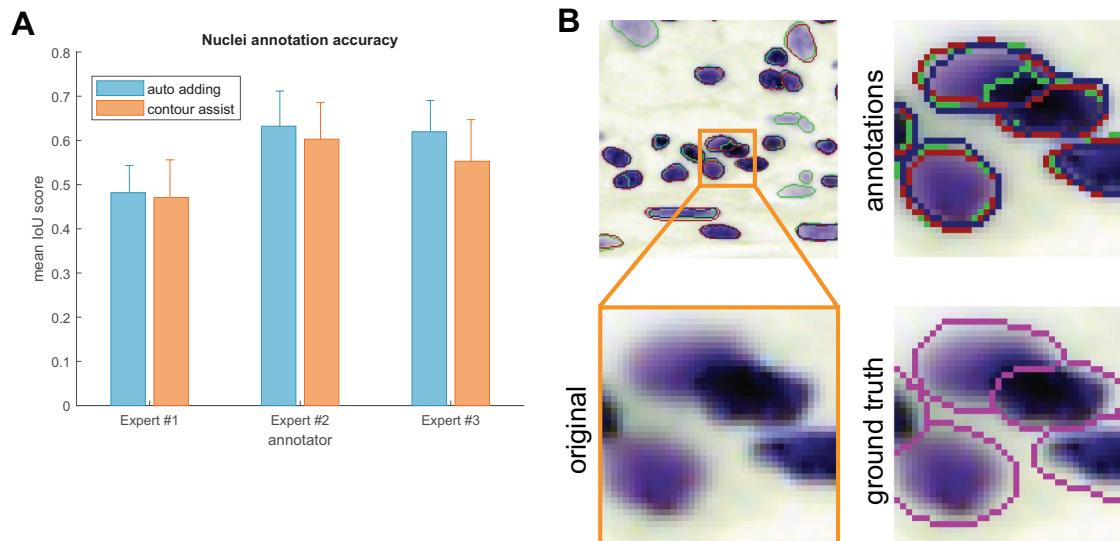 A
Nuclei annotation accuracy
0.8
0.7
0.6
0.5
0.4
0.3
0.2
0.1
0
mean IoU score
auto adding
contour assist
Expert #1
Expert #2
Expert #3
annotator
B
annotations
original
ground truth